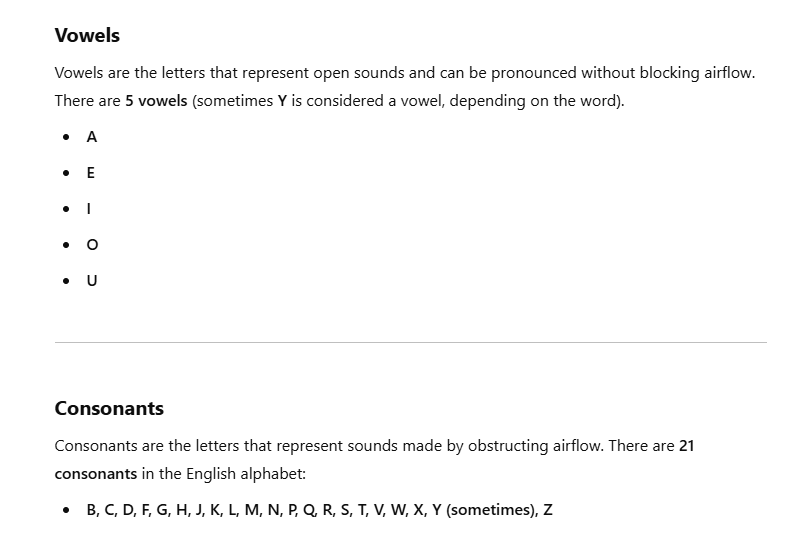 Vowels
Vowels are the letters that represent open sounds and can be pronounced without blocking airflow.
There are 5 vowels (sometimes Y is considered a vowel, depending on the word).
• A
• E
• I
• O
• U
Consonants
Consonants are the letters that represent sounds made by obstructing airflow. There are 21
consonants in the English alphabet:
• B, C, D, F, G, H, J, K, L, M, N, P, Q, R, S, T, V, W, X, Y (sometimes), Z